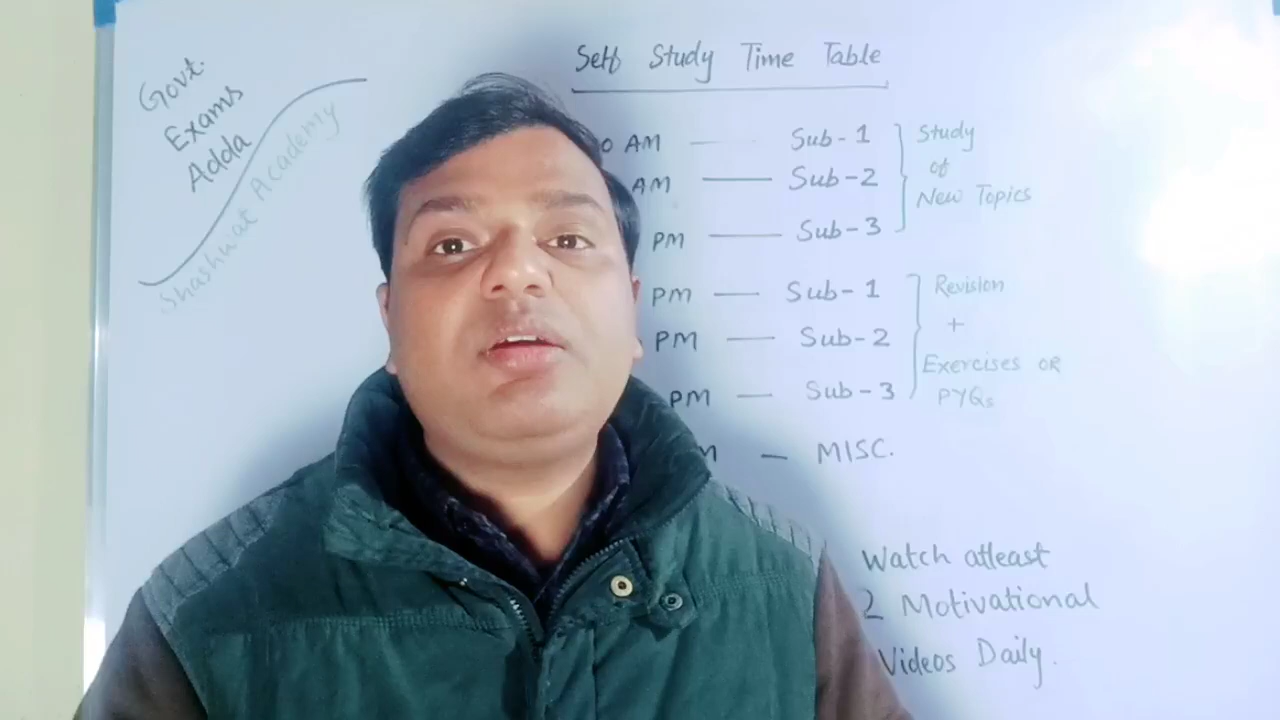 Govt.
Exams
Adda
Shashwat Academy
Self Study Time Table
AM — Sub-1
AM — Sub-2
PM — Sub-3
Study
of
New Topics
PM — Sub-1
PM — Sub-2
PM — Sub-3
Revision
+
Exercises OR
PYQs
M — MISC.
Watch atleast
2 Motivational
Videos Daily.